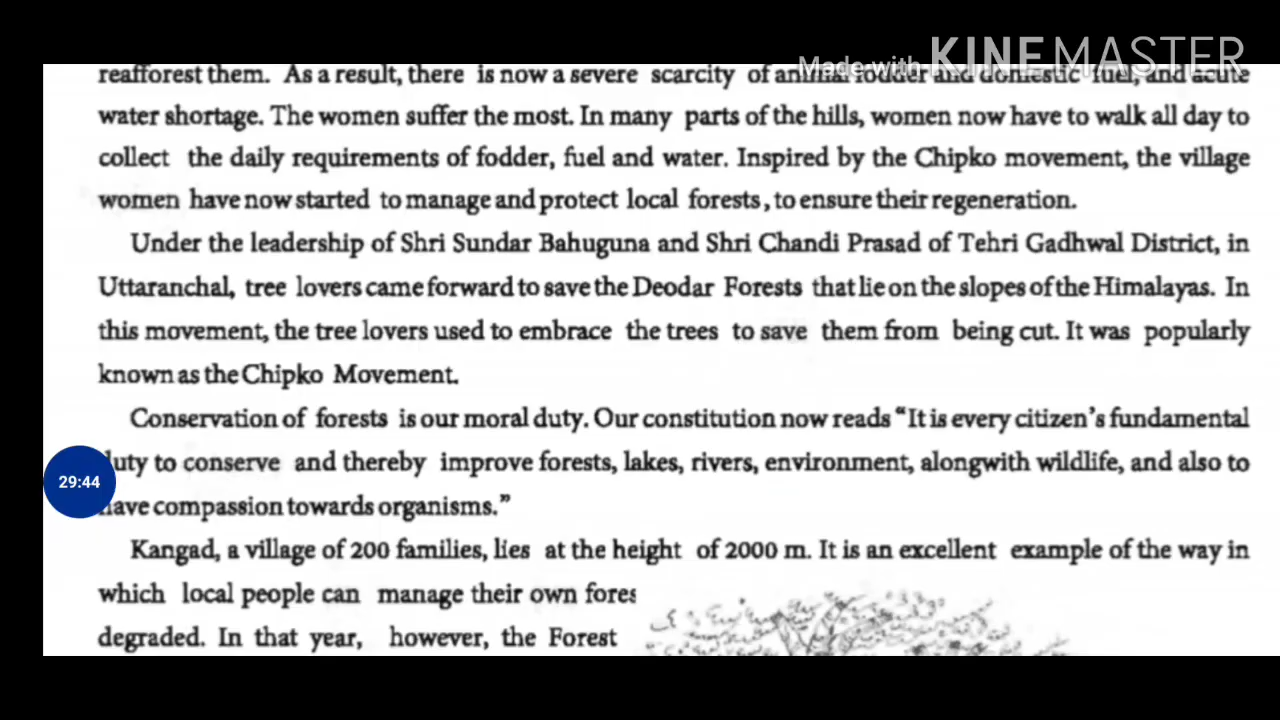 Made with KINEMASTER
reafforest them. As a result, there is now a severe scarcity of animal fodder and domestic fuel, and acute
water shortage. The women suffer the most. In many parts of the hills, women now have to walk all day to
collect the daily requirements of fodder, fuel and water. Inspired by the Chipko movement, the village
women have now started to manage and protect local forests, to ensure their regeneration.
Under the leadership of Shri Sundar Bahuguna and Shri Chandi Prasad of Tehri Gadhwal District, in
Uttaranchal, tree lovers came forward to save the Deodar Forests that lie on the slopes of the Himalayas. In
this movement, the tree lovers used to embrace the trees to save them from being cut. It was popularly
known as the Chipko Movement.
Conservation of forests is our moral duty. Our constitution now reads "It is every citizen's fundamental
duty to conserve and thereby improve forests, lakes, rivers, environment, alongwith wildlife, and also to
29:44
have compassion towards organisms."
Kangad, a village of 200 families, lies at the height of 2000 m. It is an excellent example of the way in
which local people can manage their own fores
degraded. In that year, however, the Forest